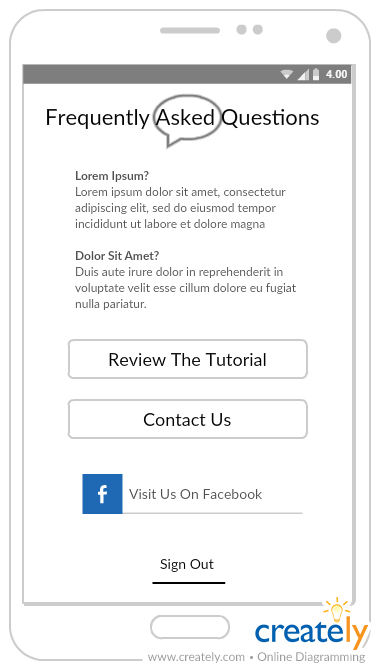 4.00
Frequently Asked Questions
Lorem Ipsum?
Lorem ipsum dolor sit amet, consectetur
adipiscing elit, sed do eiusmod tempor
incididunt ut labore et dolore magna
Dolor Sit Amet?
Duis aute irure dolor in reprehenderit in
voluptate velit esse cillum dolore eu fugiat
nulla pariatur.
Review The Tutorial
Contact Us
f Visit Us On Facebook
Sign Out
creately
www.creately.com • Online Diagramming